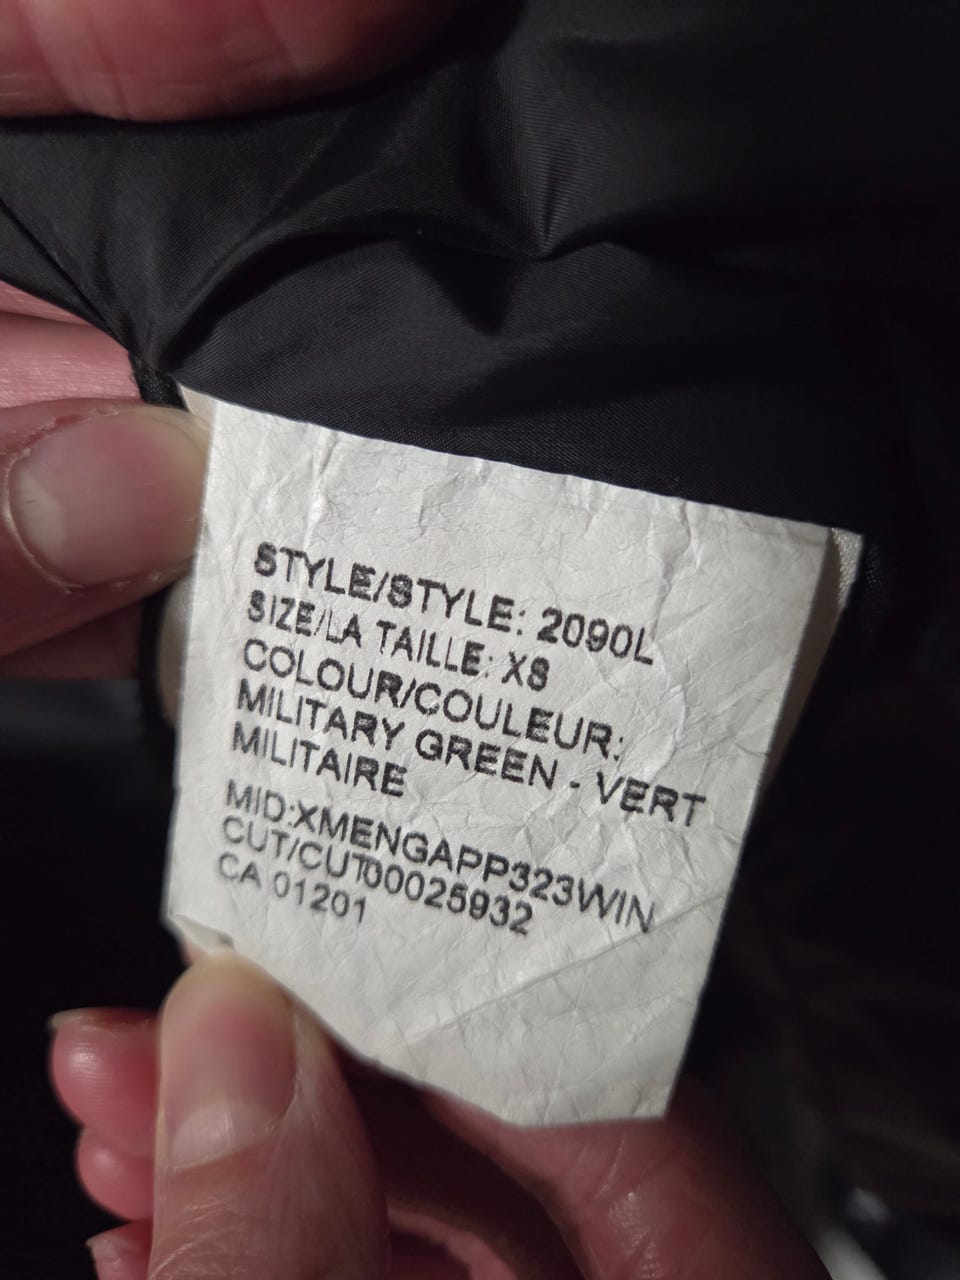 STYLE/STYLE: 2090L
SIZE/LA TAILLE: XS
COLOUR/COULEUR:
MILITARY GREEN - VERT
MILITAIRE
MID:XMENGAPP323WIN
CUT/CUT00025932
CA 01201